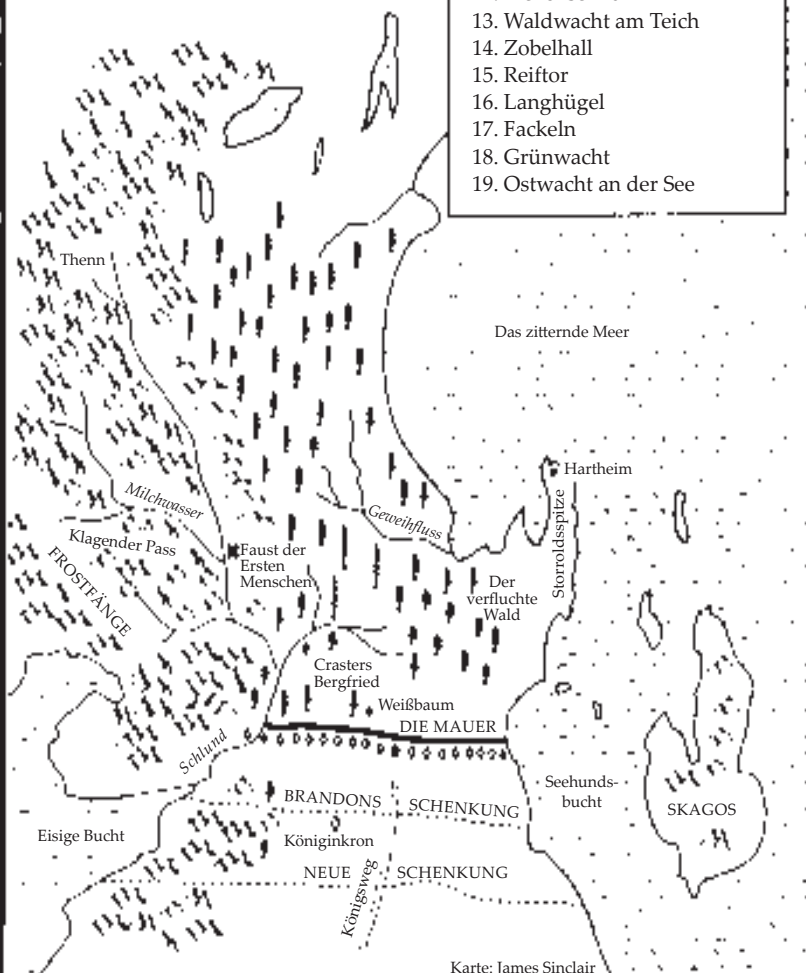 13. Waldwacht am Teich
14. Zobelhall
15. Reiftor
16. Langhügel
17. Fackeln
18. Grünwacht
19. Ostwacht an der See
Thenn
Das zitternde Meer
Hartheim
Storroldsspitze
Milchwasser
Geweihfluss
Klagender Pass
Faust der
Ersten
Menschen
FROSTFÄNGE
Der
verfluchte
Wald
Crasters
Bergfried
Weißbaum
DIE MAUER
Schlund
Seehunds-
bucht
SKAGOS
BRANDONS SCHENKUNG
Eisige Bucht
Königinkron
NEUE SCHENKUNG
Königsweg
Karte: James Sinclair